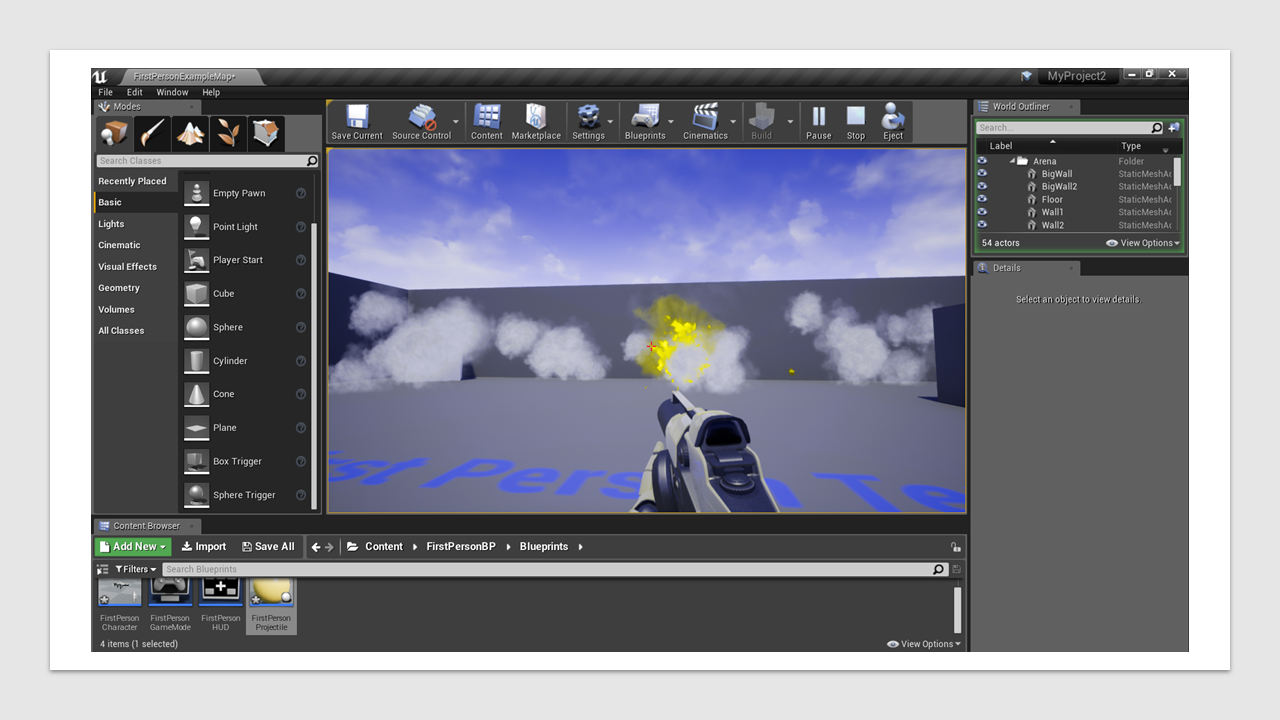 FirstPersonExampleMap*
MyProject2
File Edit Window Help
Modes
Search Classes
Recently Placed
Basic
Lights
Cinematic
Visual Effects
Geometry
Volumes
All Classes
Empty Pawn
Point Light
Player Start
Cube
Sphere
Cylinder
Cone
Plane
Box Trigger
Sphere Trigger
Save Current Source Control Content Marketplace Settings Blueprints Cinematics Build Pause Stop Eject
st Pers n Te
World Outliner
Search...
Label Type
Arena Folder
BigWall StaticMeshAc
BigWall2 StaticMeshAc
Floor StaticMeshAc
Wall1 StaticMeshAc
Wall2 StaticMeshAc
54 actors View Options
Details
Select an object to view details.
Content Browser
Add New Import Save All Content FirstPersonBP Blueprints
Filters Search Blueprints
FirstPerson Character
FirstPerson GameMode
FirstPerson HUD
FirstPerson Projectile
4 items (1 selected) View Options